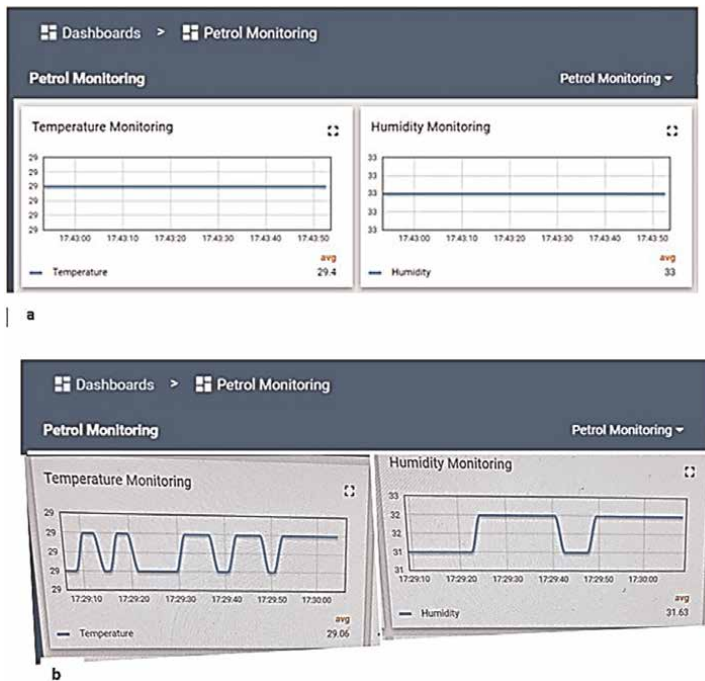 Dashboards > Petrol Monitoring
Petrol Monitoring Petrol Monitoring
Temperature Monitoring
29
29
29
29
29
29
17:43:00 17:43:10 17:43:20 17:43:30 17:43:40 17:43:50
avg
Temperature 29.4
Humidity Monitoring
33
33
33
33
33
17:43:00 17:43:10 17:43:20 17:43:30 17:43:40 17:43:50
avg
Humidity 33
a
Dashboards > Petrol Monitoring
Petrol Monitoring Petrol Monitoring
Temperature Monitoring
29
29
29
29
29
17:29:10 17:29:20 17:29:30 17:29:40 17:29:50 17:30:00
avg
Temperature 29.06
Humidity Monitoring
33
32
32
31
31
17:29:10 17:29:20 17:29:30 17:29:40 17:29:50 17:30:00
avg
Humidity 31.63
b